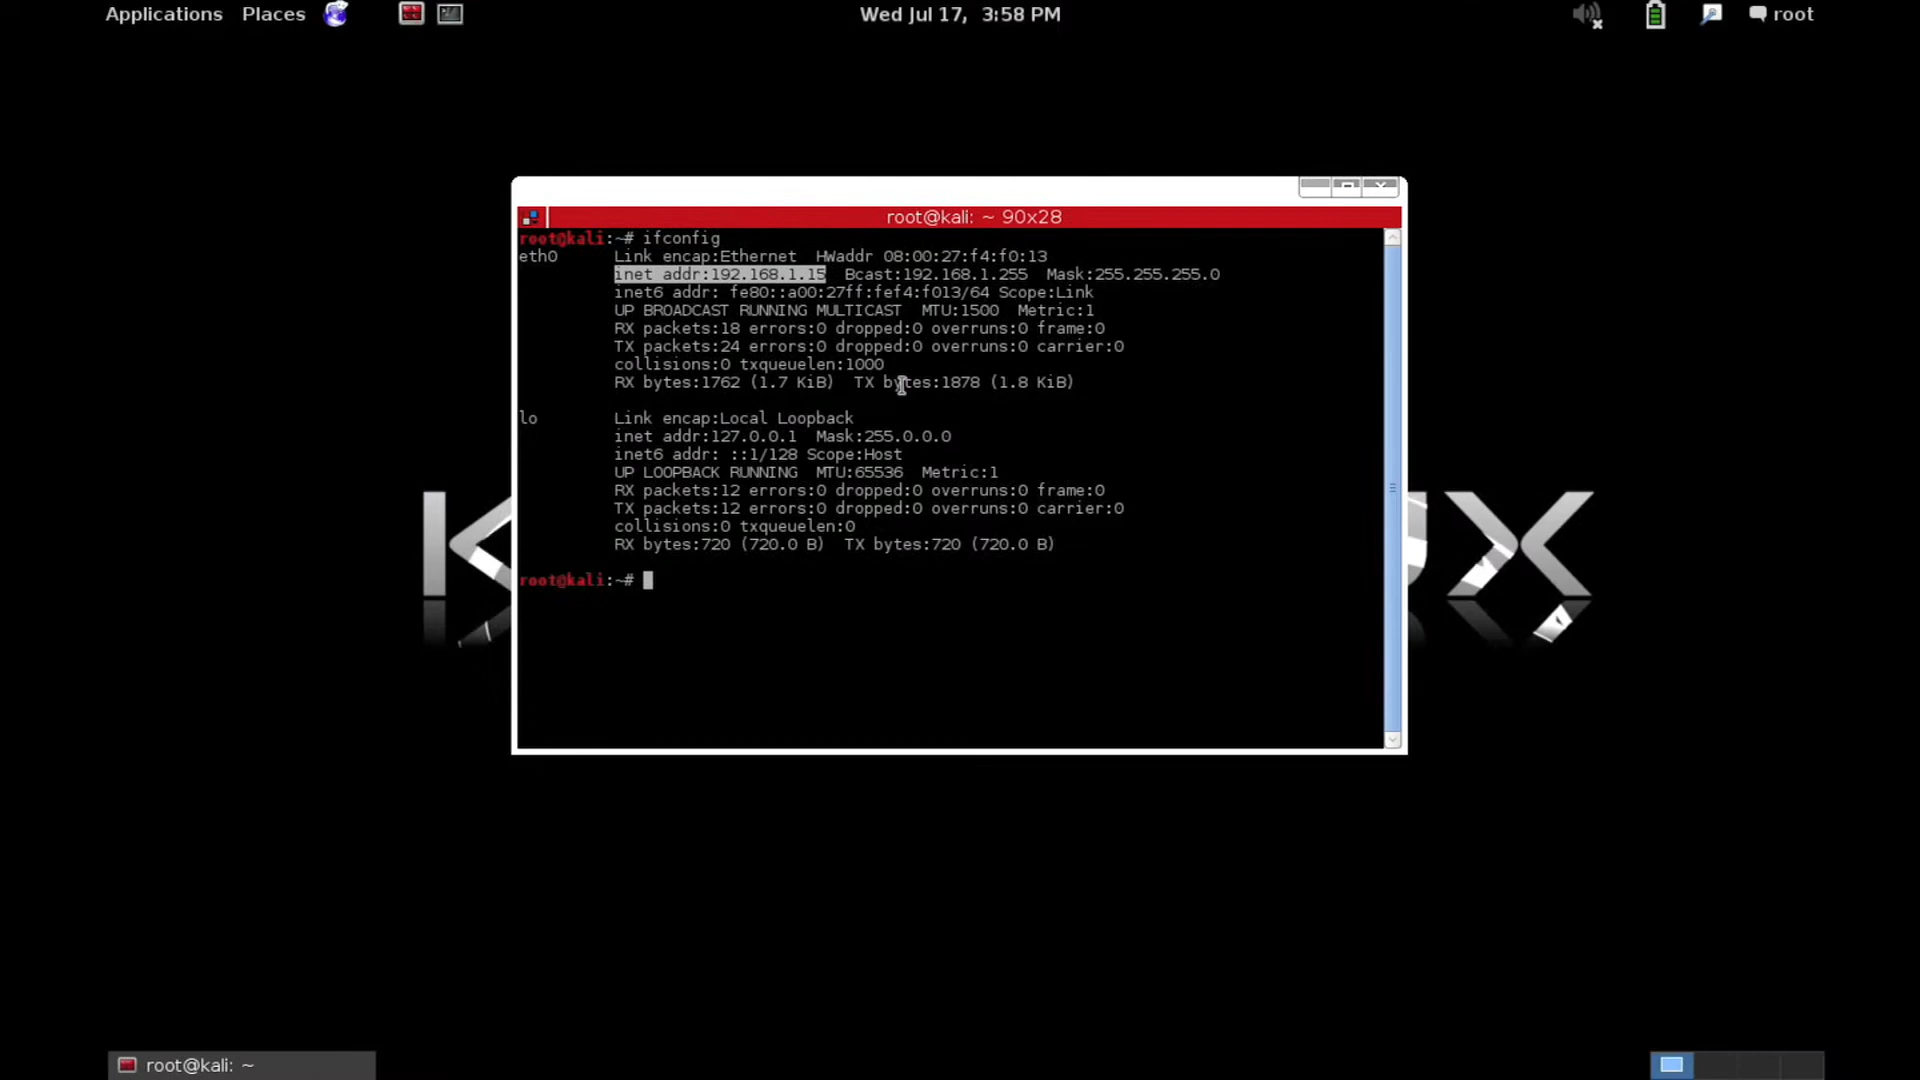 Applications Places Wed Jul 17, 3:58 PM root
root@kali: ~ 90x28
root@kali:~# ifconfig
eth0 Link encap:Ethernet HWaddr 08:00:27:f4:f0:13
inet addr:192.168.1.15 Bcast:192.168.1.255 Mask:255.255.255.0
inet6 addr: fe80::a00:27ff:fef4:f013/64 Scope:Link
UP BROADCAST RUNNING MULTICAST MTU:1500 Metric:1
RX packets:18 errors:0 dropped:0 overruns:0 frame:0
TX packets:24 errors:0 dropped:0 overruns:0 carrier:0
collisions:0 txqueuelen:1000
RX bytes:1762 (1.7 KiB) TX bytes:1878 (1.8 KiB)
lo Link encap:Local Loopback
inet addr:127.0.0.1 Mask:255.0.0.0
inet6 addr: ::1/128 Scope:Host
UP LOOPBACK RUNNING MTU:65536 Metric:1
RX packets:12 errors:0 dropped:0 overruns:0 frame:0
TX packets:12 errors:0 dropped:0 overruns:0 carrier:0
collisions:0 txqueuelen:0
RX bytes:720 (720.0 B) TX bytes:720 (720.0 B)
root@kali:~#
root@kali: ~